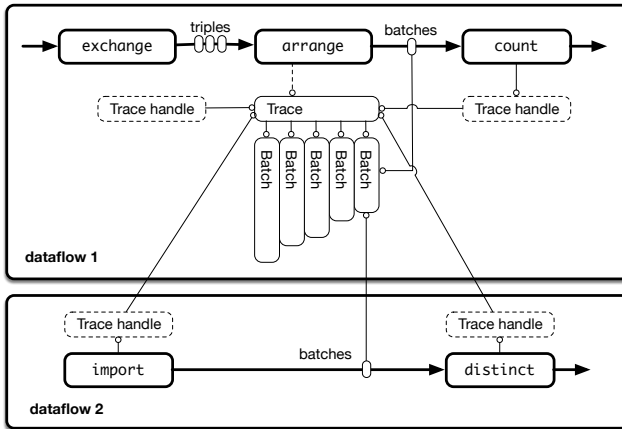 triples
batches
exchange
arrange
count
Trace handle
Trace
Trace handle
Batch
Batch
Batch
Batch
Batch
dataflow 1
Trace handle
Trace handle
batches
import
distinct
dataflow 2